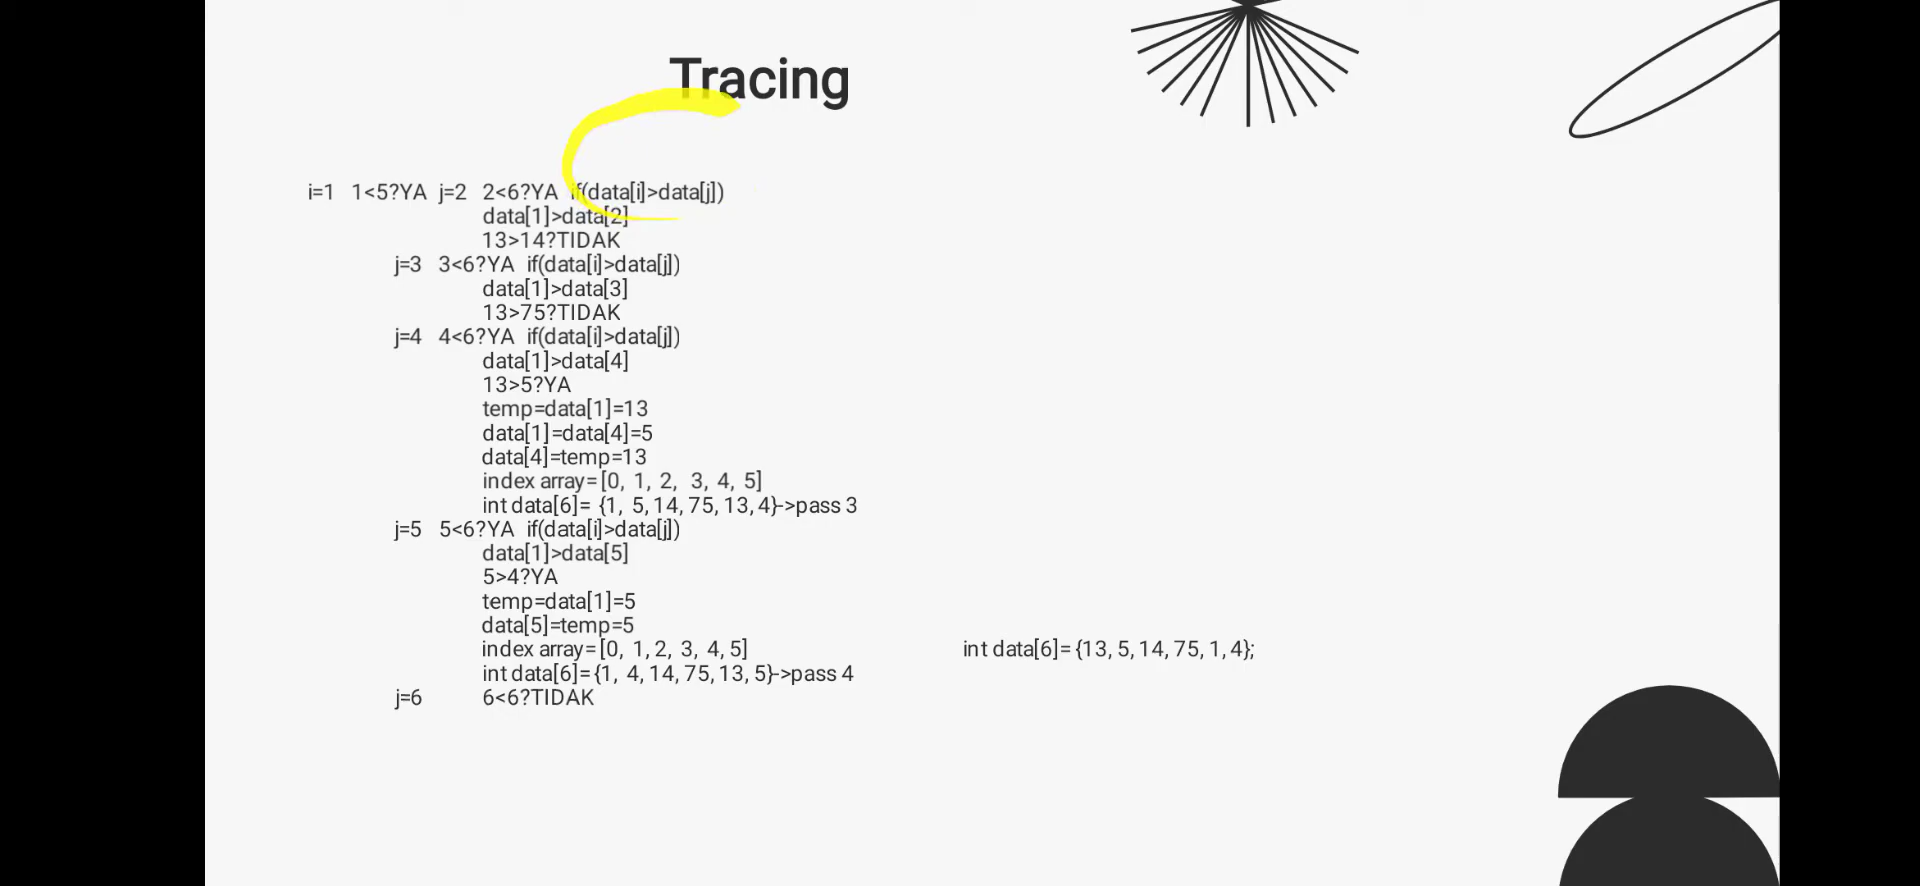 Tracing
i=1 1<5?YA j=2 2<6?YA if(data[i]>data[j])
data[1]>data[2]
13>14?TIDAK
j=3 3<6?YA if(data[i]>data[j])
data[1]>data[3]
13>75?TIDAK
j=4 4<6?YA if(data[i]>data[j])
data[1]>data[4]
13>5?YA
temp=data[1]=13
data[1]=data[4]=5
data[4]=temp=13
index array=[0, 1, 2, 3, 4, 5]
int data[6]= {1, 5, 14, 75, 13, 4}->pass 3
j=5 5<6?YA if(data[i]>data[j])
data[1]>data[5]
5>4?YA
temp=data[1]=5
data[5]=temp=5
index array=[0, 1, 2, 3, 4, 5]
int data[6]={1, 4, 14, 75, 13, 5}->pass 4
j=6 6<6?TIDAK
int data[6]={13, 5, 14, 75, 1, 4};